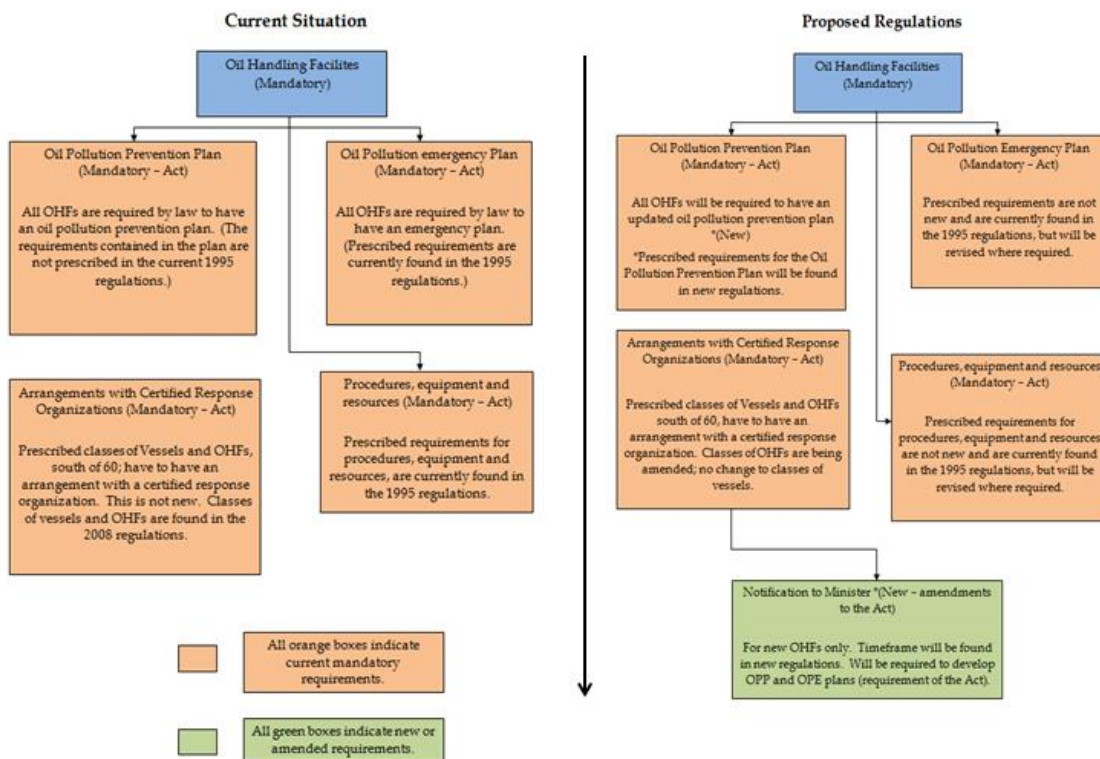 Current Situation
Oil Handling Facilites
(Mandatory)
Oil Pollution Prevention Plan
(Mandatory – Act)
All OHFs are required by law to have
an oil pollution prevention plan. (The
requirements contained in the plan are
not prescribed in the current 1995
regulations.)
Oil Pollution emergency Plan
(Mandatory – Act)
All OHFs are required by law to
have an emergency plan.
(Prescribed requirements are
currently found in the 1995
regulations.)
Arrangements with Certified Response
Organizations (Mandatory – Act)
Prescribed classes of Vessels and OHFs,
south of 60; have to have an
arrangement with a certified response
organization. This is not new. Classes
of vessels and OHFs are found in the
2008 regulations.
Procedures, equipment and
resources (Mandatory – Act)
Prescribed requirements for
procedures, equipment and
resources, are currently found in
the 1995 regulations.
All orange boxes indicate
current mandatory
requirements.
All green boxes indicate new or
amended requirements.
Proposed Regulations
Oil Handling Facilities
(Mandatory)
Oil Pollution Prevention Plan
(Mandatory – Act)
All OHFs will be required to have an
updated oil pollution prevention plan
*(New)
*Prescribed requirements for the Oil
Pollution Prevention Plan will be found
in new regulations.
Oil Pollution Emergency Plan
(Mandatory – Act)
Prescribed requirements are not
new and are currently found in
the 1995 regulations, but will be
revised where required.
Arrangements with Certified Response
Organizations (Mandatory – Act)
Prescribed classes of Vessels and OHFs
south of 60, have to have an
arrangement with a certified response
organization. Classes of OHFs are being
amended; no change to classes of
vessels.
Procedures, equipment and resources
(Mandatory – Act)
Prescribed requirements for
procedures, equipment and resources
are not new and are currently found
in the 1995 regulations, but will be
revised where required.
Notification to Minister *(New – amendments
to the Act)
For new OHFs only. Timeframe will be found
in new regulations. Will be required to develop
OPP and OPE plans (requirement of the Act).